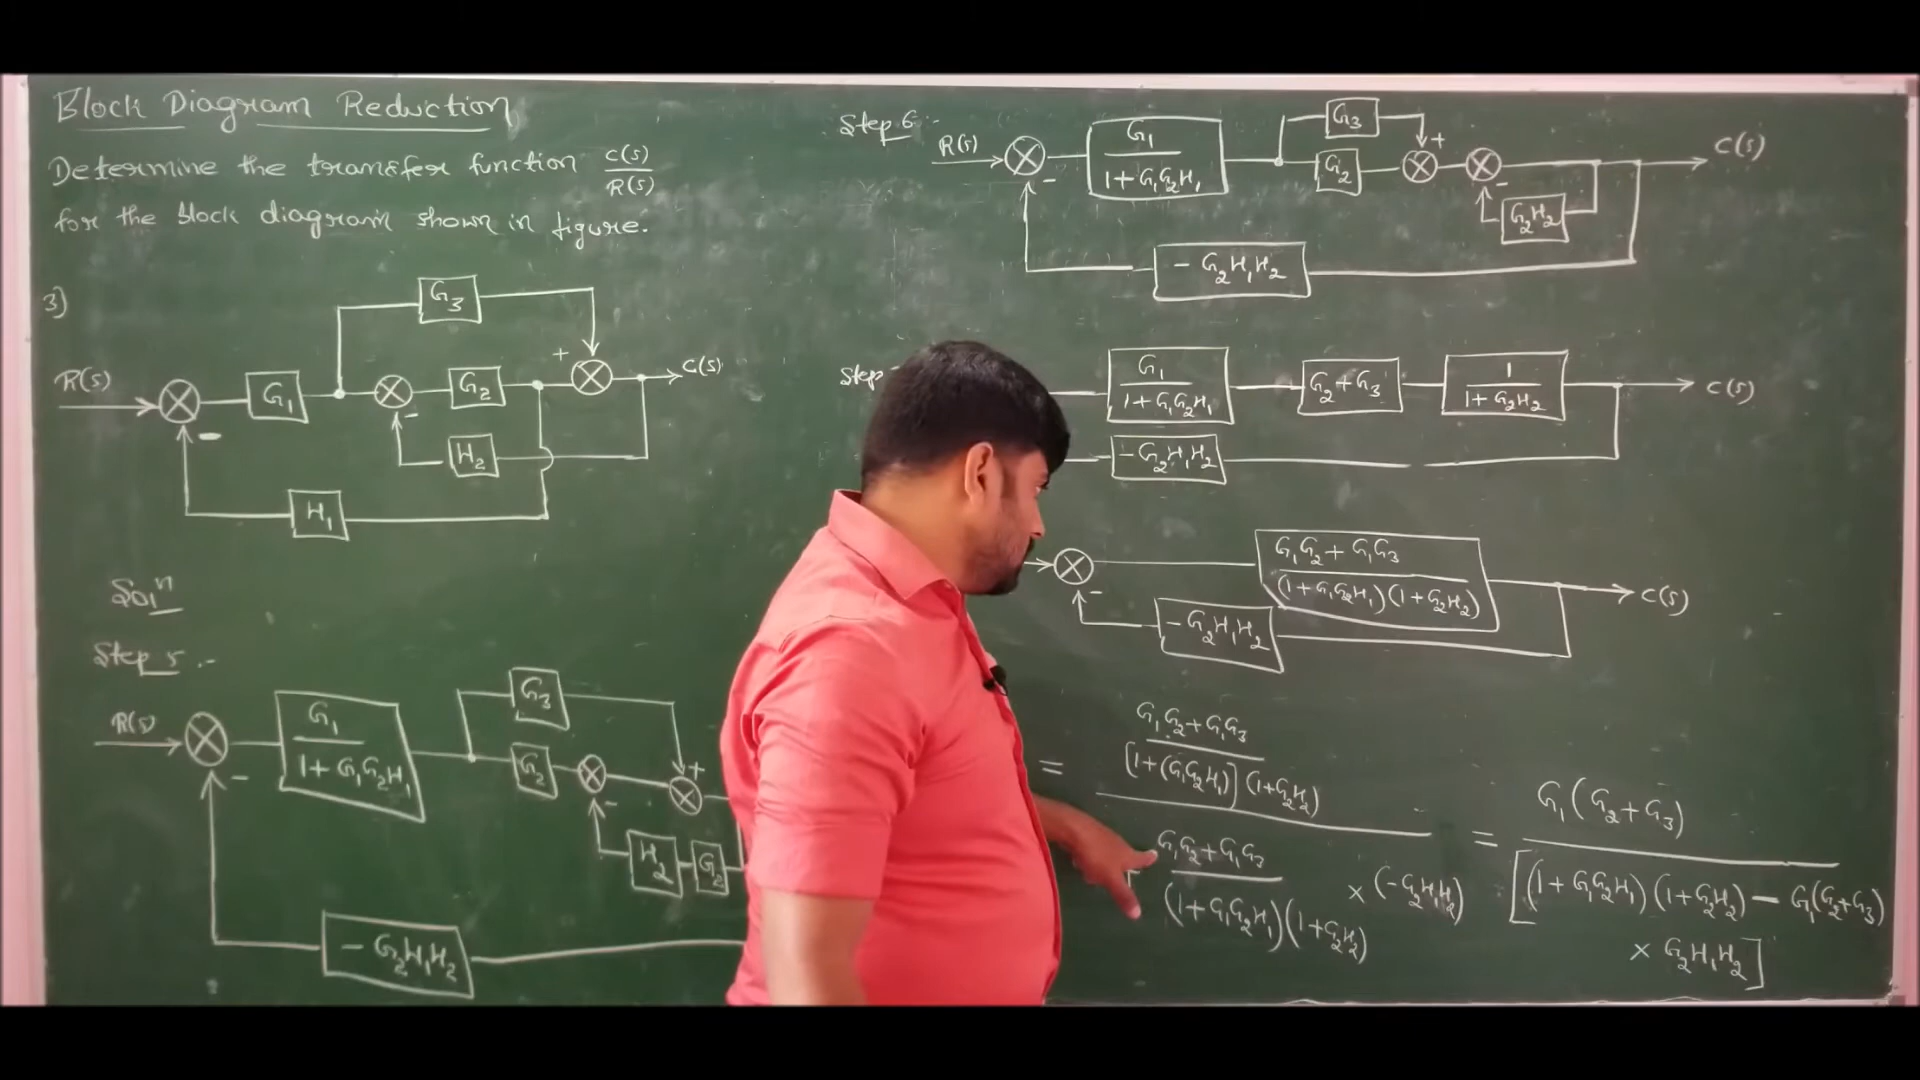 Block Diagram Reduction
Determine the transfer function C(s)/R(s)
for the block diagram shown in figure.
3)
G3
R(s)
G1
-
G2
+
C(s)
-
H2
H1
Solⁿ
Step 5 :-
R(s)
-
G1 / 1 + G1G2H1
G3
G2
-
+
H2
G2
- G2H1H2
Step 6 :-
R(s)
-
G1 / 1 + G1G2H1
G3
G2
+
-
G2H2
C(s)
- G2H1H2
Step
G1 / 1 + G1G2H1
G2 + G3
1 / 1 + G2H2
C(s)
- G2H1H2
-
G1G2 + G1G3 / (1 + G1G2H1)(1 + G2H2)
C(s)
- G2H1H2
=
G1G2 + G1G3
[1 + (G1G2H1)] (1 + G2H2)
G1G2 + G1G3
(1 + G1G2H1)(1 + G2H2)
× (-G2H1H2)
=
G1 (G2 + G3)
[(1 + G1G2H1)(1 + G2H2) - G1(G2+G3)
× G2H1H2]